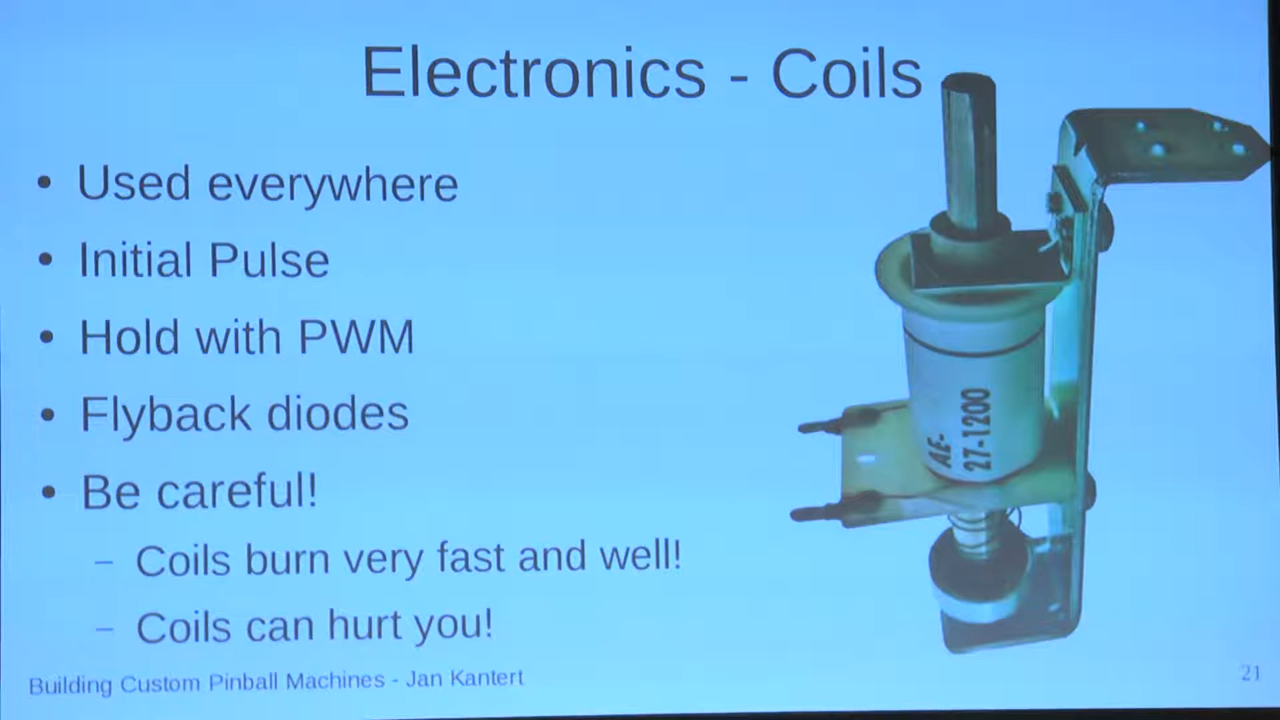 Electronics - Coils
• Used everywhere
• Initial Pulse
• Hold with PWM
• Flyback diodes
• Be careful!
– Coils burn very fast and well!
– Coils can hurt you!
AE-
27-1200
Building Custom Pinball Machines - Jan Kantert
21